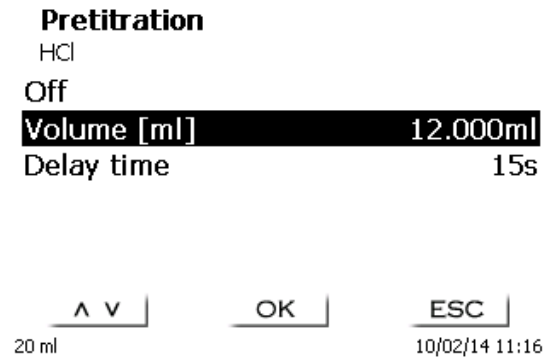 Pretitration
HCl
Off
Volume [ml] 12.000ml
Delay time 15s
∧ ∨ OK ESC
20 ml 10/02/14 11:16